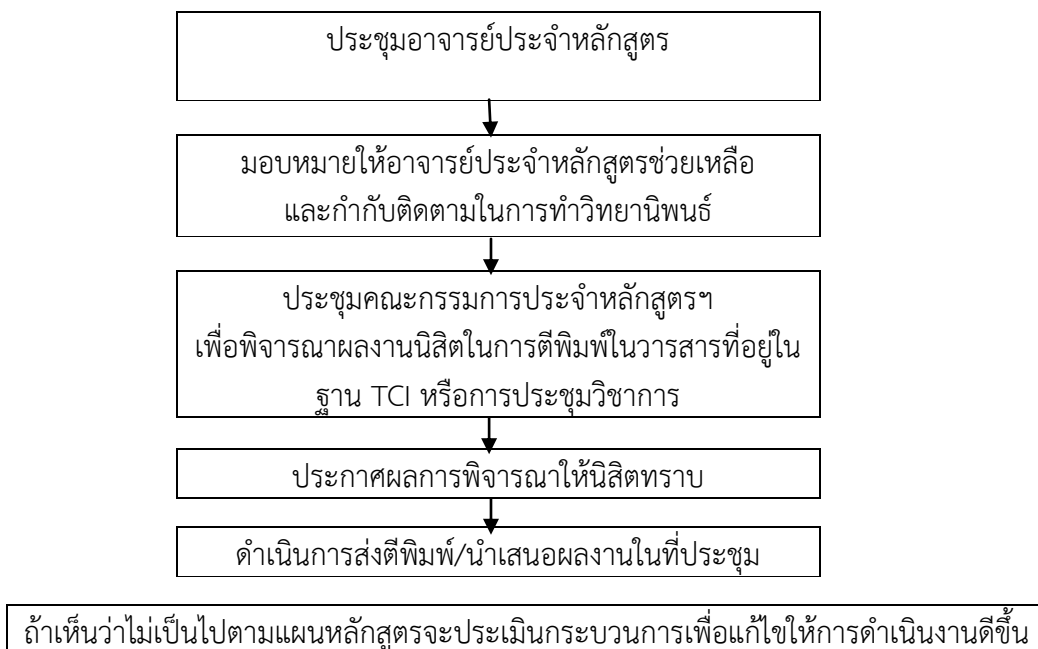 ประชุมอาจารย์ประจำหลักสูตร
มอบหมายให้อาจารย์ประจำหลักสูตรช่วยเหลือ
และกำกับติดตามในการทำวิทยานิพนธ์
ประชุมคณะกรรมการประจำหลักสูตรฯ
เพื่อพิจารณาผลงานนิสิตในการตีพิมพ์ในวารสารที่อยู่ใน
ฐาน TCI หรือการประชุมวิชาการ
ประกาศผลการพิจารณาให้นิสิตทราบ
ดำเนินการส่งตีพิมพ์/นำเสนอผลงานในที่ประชุม
ถ้าเห็นว่าไม่เป็นไปตามแผนหลักสูตรจะประเมินกระบวนการเพื่อแก้ไขให้การดำเนินงานดีขึ้น